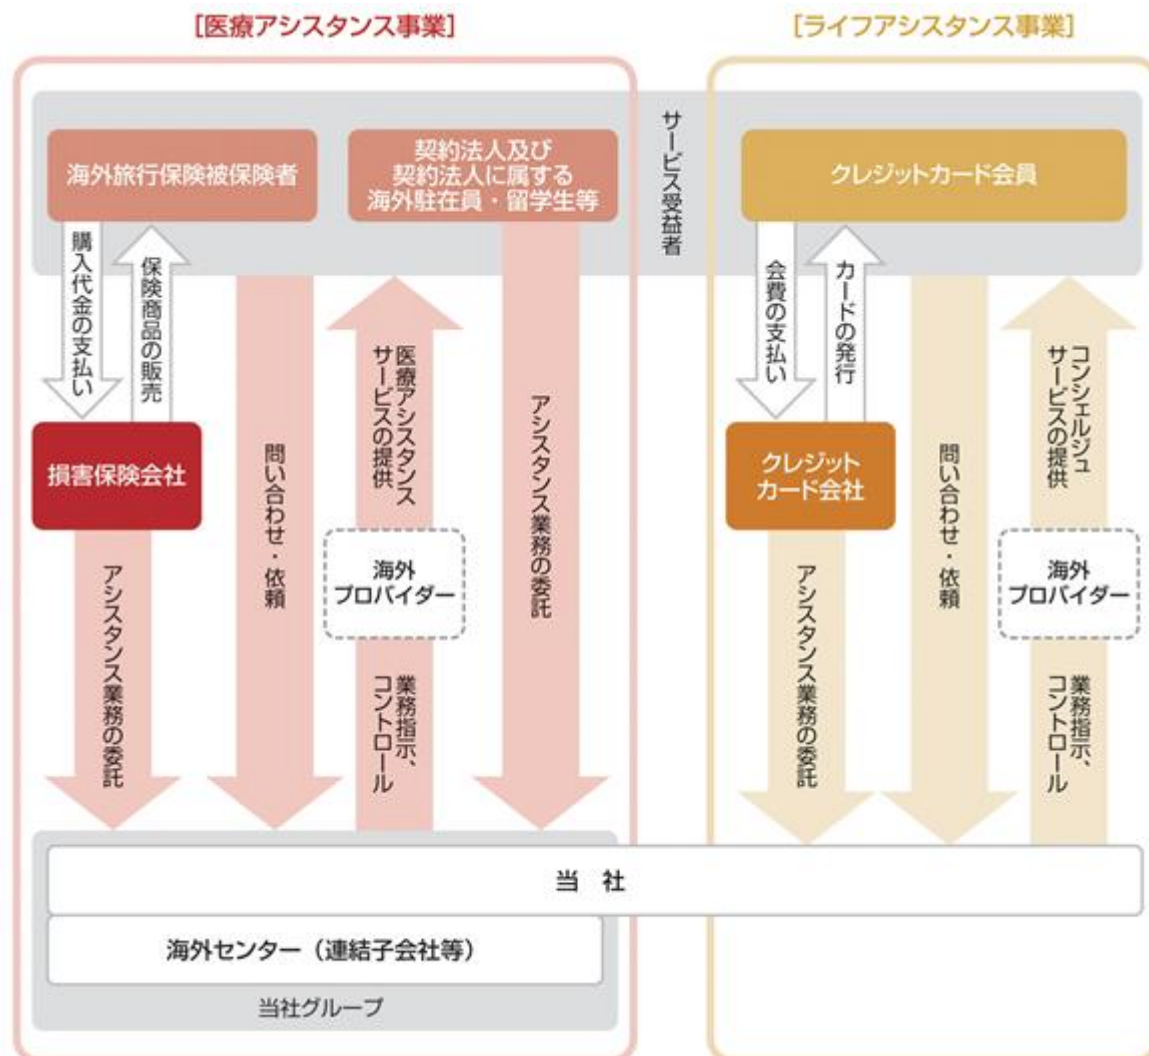 [医療アシスタンス事業]
[ライフアシスタンス事業]
サービス受益者
海外旅行保険被保険者
契約法人及び
契約法人に属する
海外駐在員・留学生等
クレジットカード会員
購入代金の支払い
保険商品の販売
損害保険会社
アシスタンス業務の委託
問い合わせ・依頼
医療アシスタンス
サービスの提供
海外
プロバイダー
業務指示、
コントロール
アシスタンス業務の委託
会費の支払い
カードの発行
クレジット
カード会社
アシスタンス業務の委託
問い合わせ・依頼
コンシェルジュ
サービスの提供
海外
プロバイダー
業務指示、
コントロール
当 社
海外センター（連結子会社等）
当社グループ